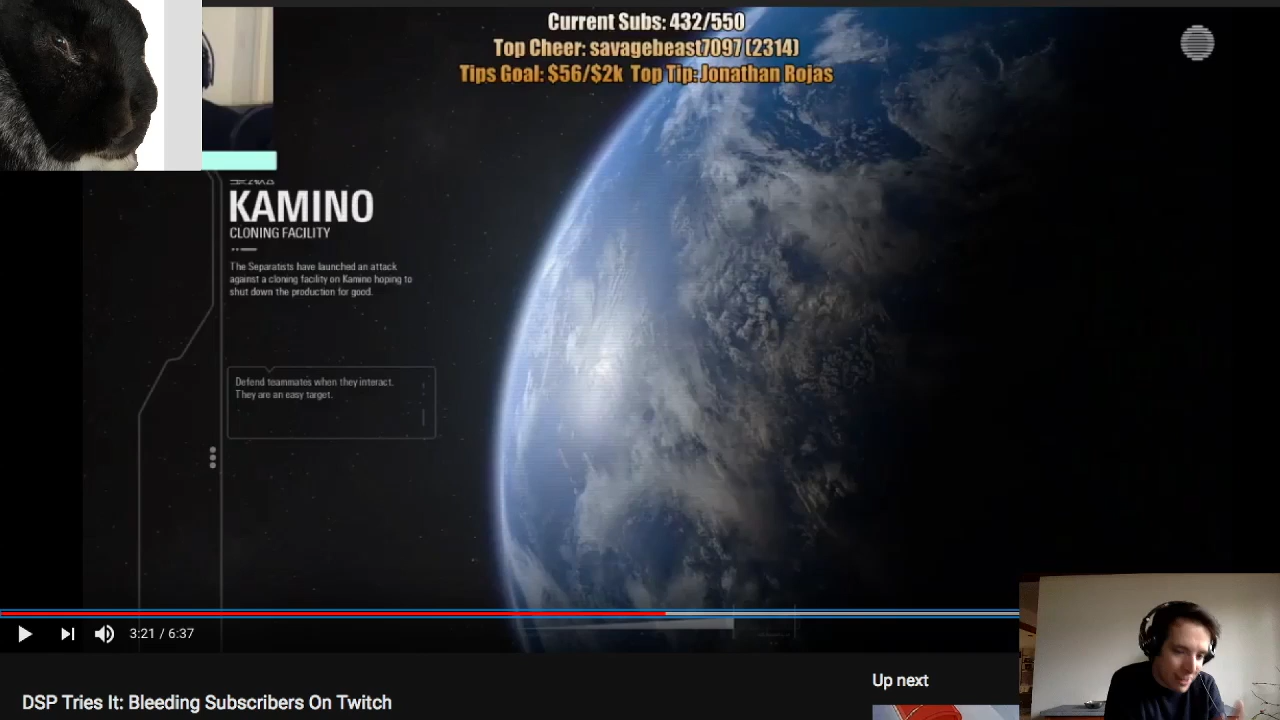 Current Subs: 432/550
Top Cheer: savagebeast7097 (2314)
Tips Goal: $56/$2k Top Tip: Jonathan Rojas
KAMINO
CLONING FACILITY
The Separatists have launched an attack
against a cloning facility on Kamino hoping to
shut down the production for good.
Defend teammates when they interact.
They are an easy target.
3:21 / 6:37
DSP Tries It: Bleeding Subscribers On Twitch
Up next